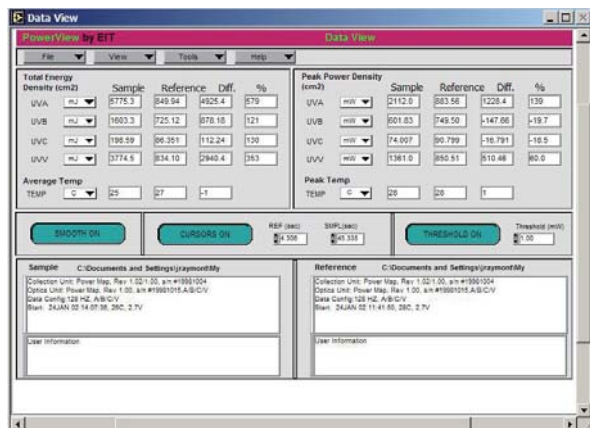 Data View
PowerView by EIT Data View
File View Tools Help
Total Energy
Density (cm2) Sample Reference Diff. %
UVA mJ 5775.3 849.94 4925.4 579
UVB mJ 1603.3 725.12 878.18 121
UVC mJ 198.59 86.351 112.24 130
UVV mJ 3774.5 834.10 2940.4 353
Average Temp
TEMP C 25 27 -1
Peak Power Density
(cm2) Sample Reference Diff. %
UVA mW 2112.0 883.56 1228.4 139
UVB mW 601.83 749.50 -147.66 -19.7
UVC mW 74.007 90.799 -16.791 -18.5
UVV mW 1361.0 850.51 510.46 60.0
Peak Temp
TEMP C 28 28 1
SMOOTH ON
CURSORS ON
REF (sec) SMPL(sec)
4.306 45.335
THRESHOLD ON
Threshold (mW)
1.00
Sample C:\Documents and Settings\jraymont\My
Collection Unit: Power Map, Rev 1.02/1.00, s/n #19981004
Optics Unit: Power Map, Rev 1.00, s/n #19981015,A/B/C/V
Data Config:128 HZ, A/B/C/V
Start: 24JAN 02 14:07:38, 26C, 2.7V
User Information
Reference C:\Documents and Settings\jraymont\My
Collection Unit: Power Map, Rev 1.02/1.00, s/n #19981004
Optics Unit: Power Map, Rev 1.00, s/n #19981015,A/B/C/V
Data Config:128 HZ, A/B/C/V
Start: 24JAN 02 11:41:50, 28C, 2.7V
User Information